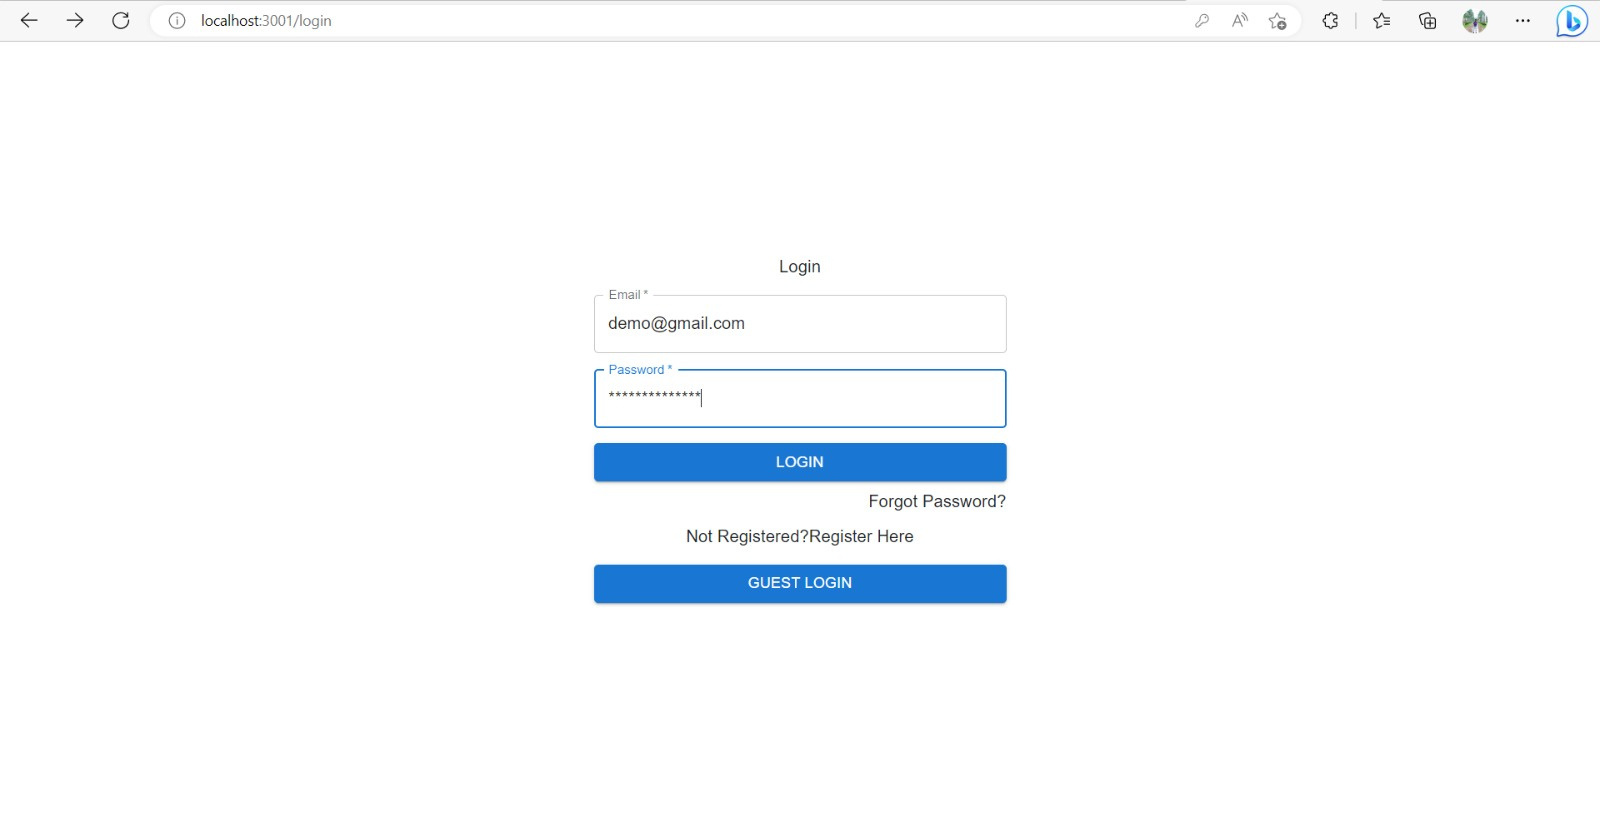 localhost:3001/login
Login
Email *
demo@gmail.com
Password *
**************
LOGIN
Forgot Password?
Not Registered?Register Here
GUEST LOGIN